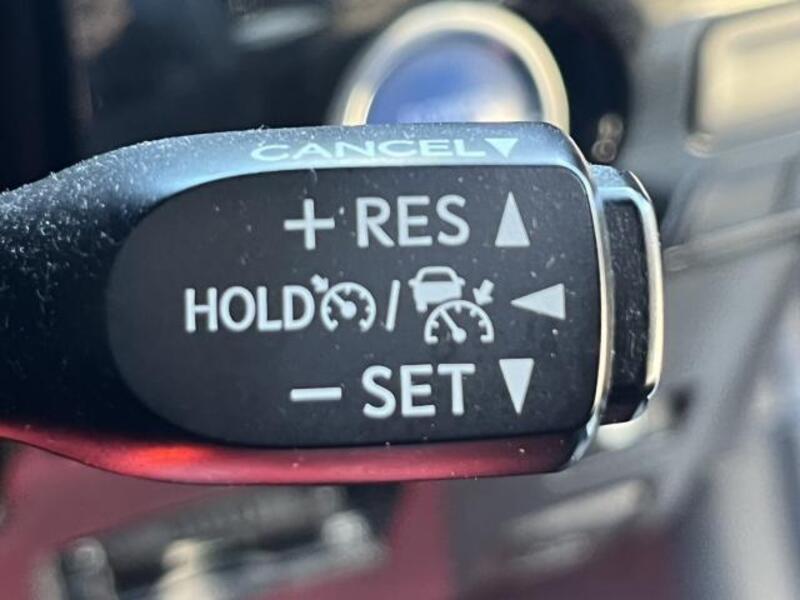 CANCEL▼
+ RES ▲
HOLD / ◀
− SET ▼